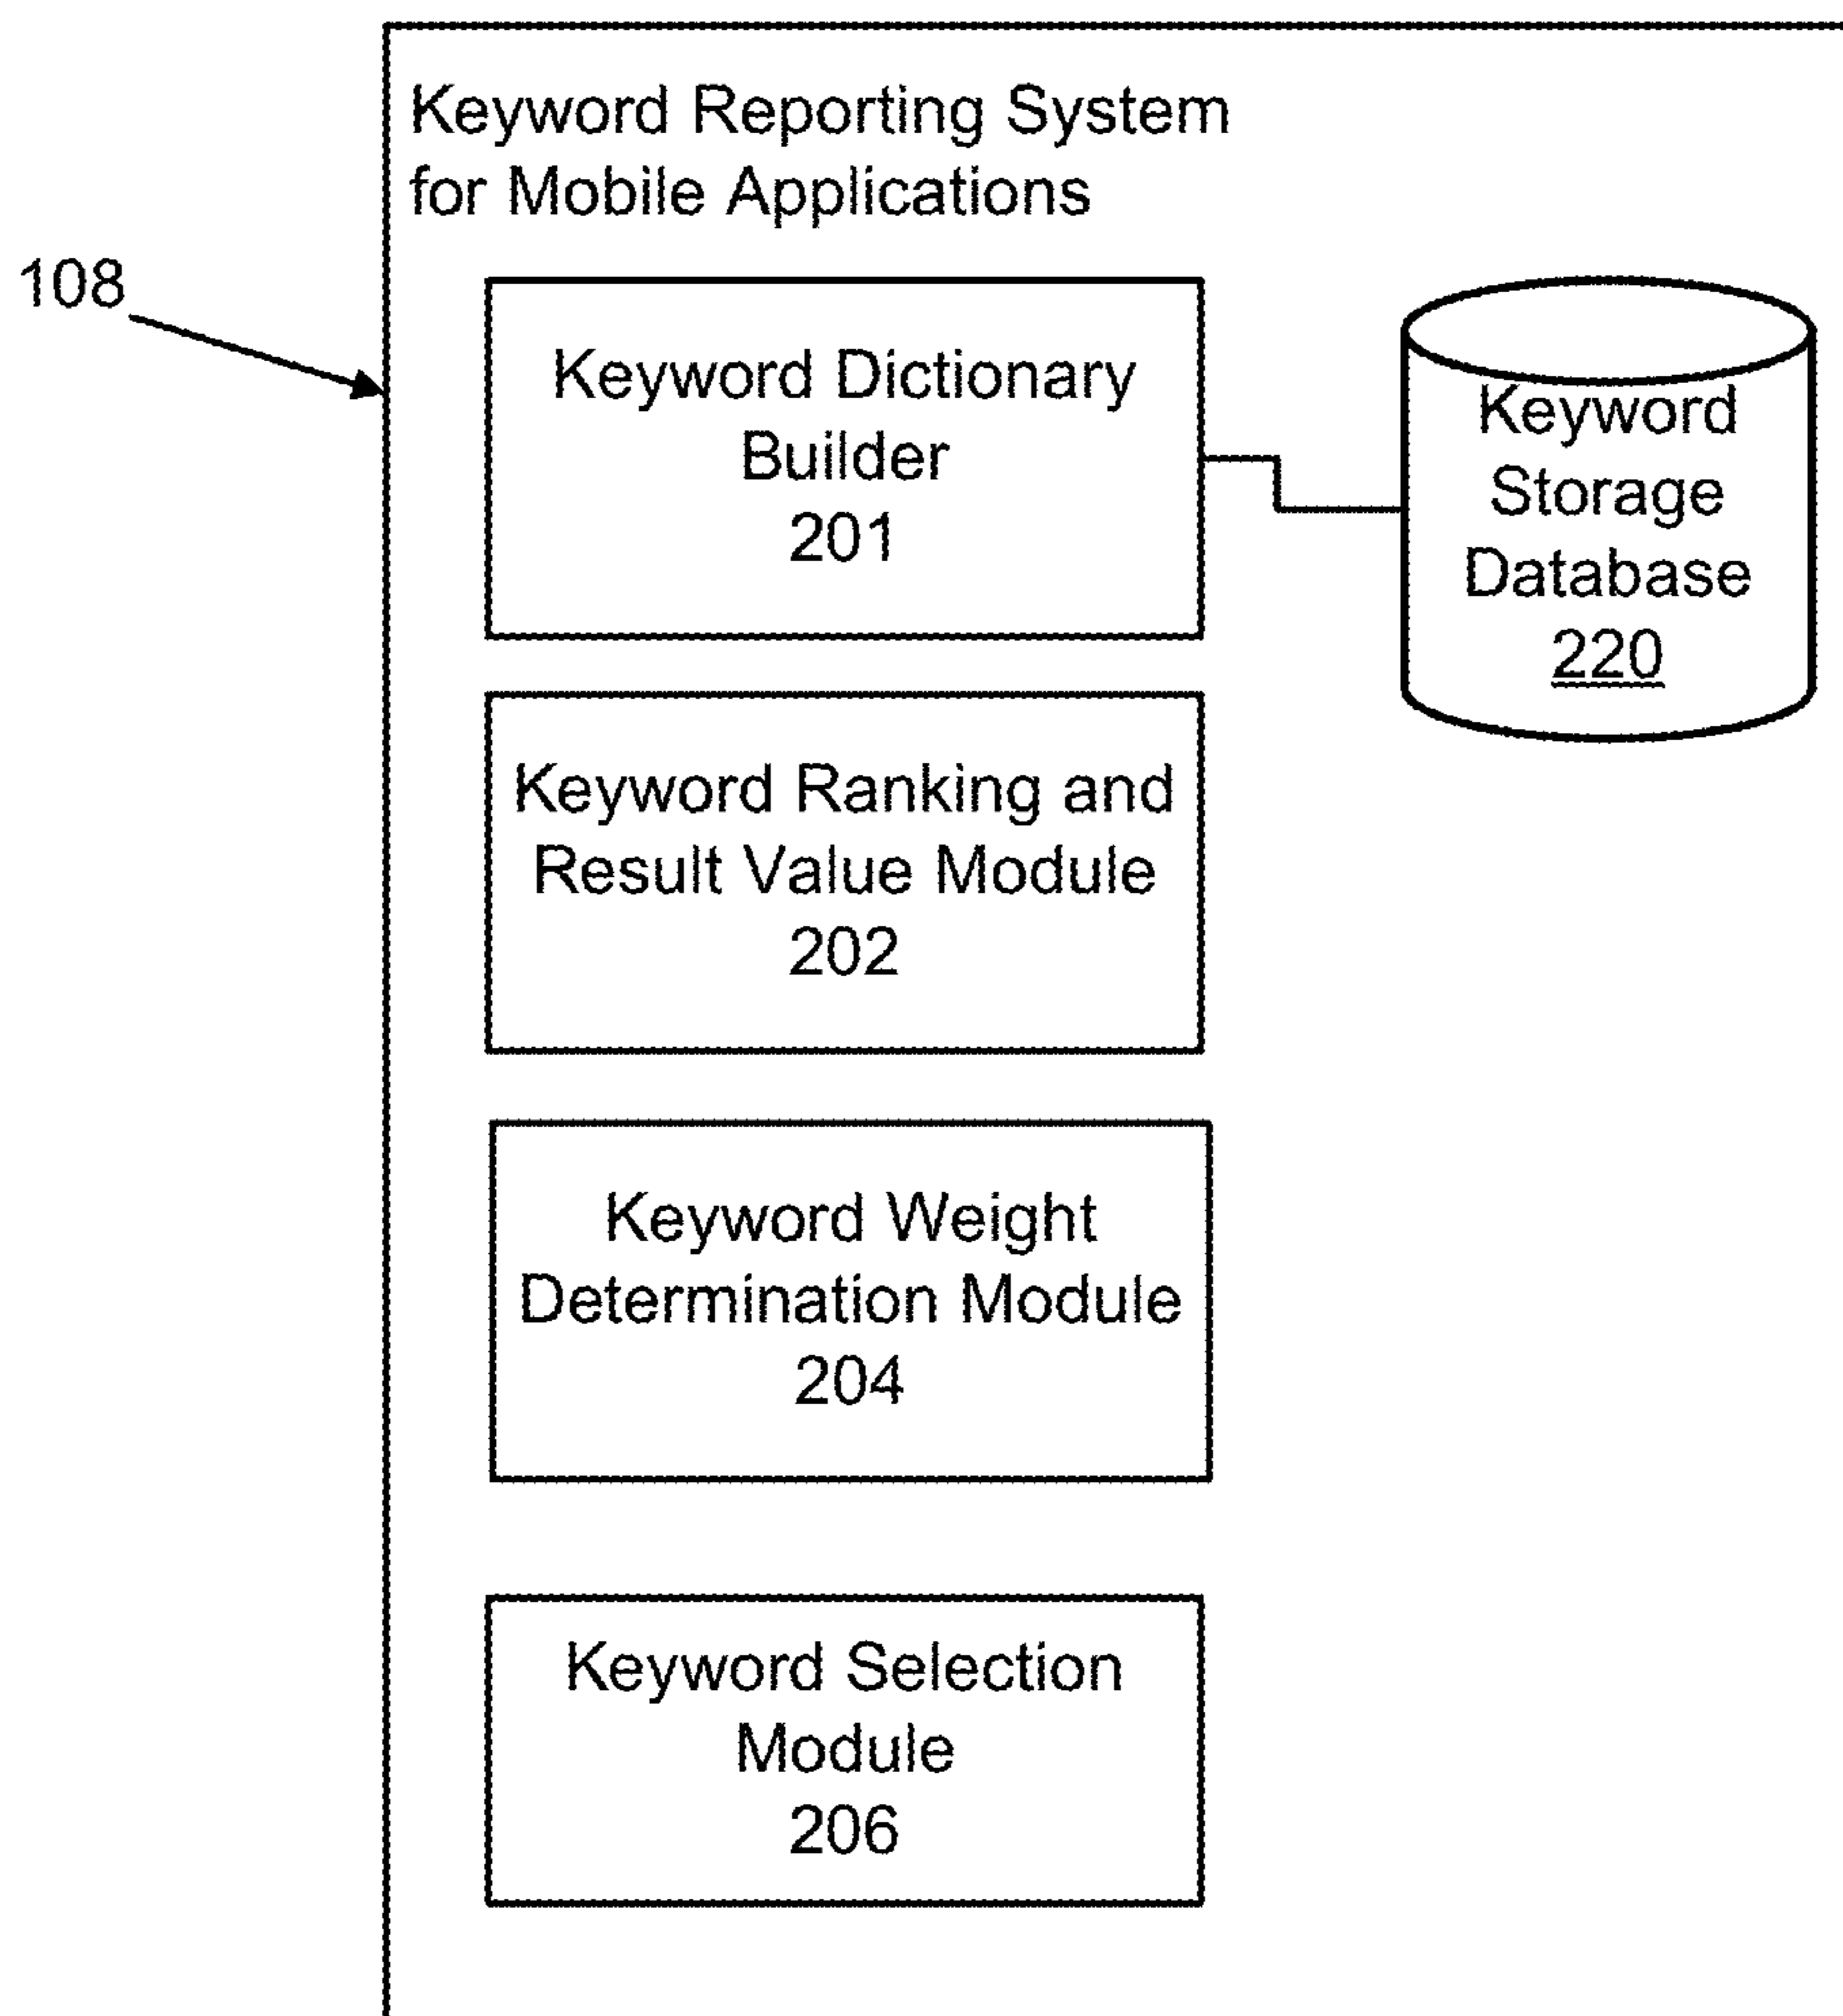 Keyword Reporting System
for Mobile Applications
108
Keyword Dictionary
Builder
201
Keyword
Storage
Database
220
Keyword Ranking and
Result Value Module
202
Keyword Weight
Determination Module
204
Keyword Selection
Module
206